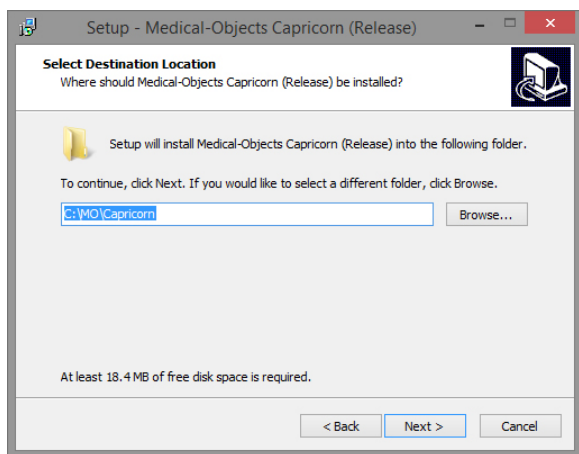 Setup - Medical-Objects Capricorn (Release)
Select Destination Location
Where should Medical-Objects Capricorn (Release) be installed?
Setup will install Medical-Objects Capricorn (Release) into the following folder.
To continue, click Next. If you would like to select a different folder, click Browse.
C:\MO\Capricorn
Browse...
At least 18.4 MB of free disk space is required.
< Back Next > Cancel